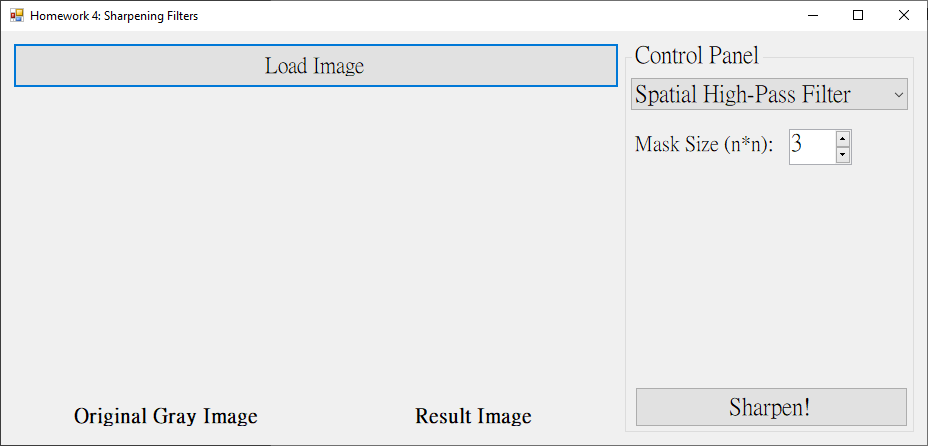 Homework 4: Sharpening Filters
Load Image
Control Panel
Spatial High-Pass Filter
Mask Size (n*n): 3
Original Gray Image
Result Image
Sharpen!